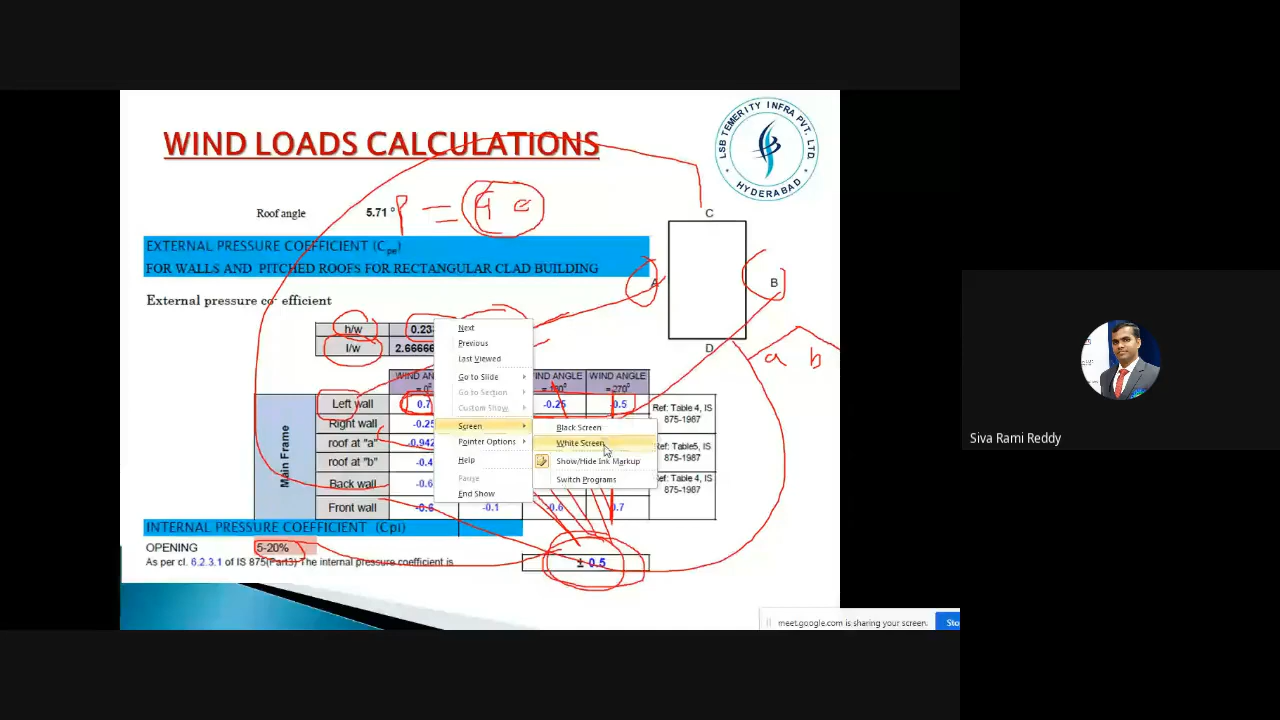 WIND LOADS CALCULATIONS
LSB TEMERITY INFRA PVT. LTD.
HYDERABAD
Roof angle 5.71 °
P = q
C
EXTERNAL PRESSURE COEFFICIENT (Cpe)
FOR WALLS AND PITCHED ROOFS FOR RECTANGULAR CLAD BUILDING
A B
External pressure co efficient
h/w 0.23
l/w 2.66666
D
a b
WIND ANGLE = 0⁰ WIND ANGLE WIND ANGLE = 270⁰
Main Frame
Left wall 0.7 -0.25 -0.5
Right wall -0.25
roof at "a" -0.942
roof at "b" -0.4
Back wall -0.6
Front wall -0.6 -0.1 -0.6 0.7
Ref: Table 4, IS 875-1987
Ref: Table5, IS 875-1987
Ref: Table 4, IS 875-1987
Next
Previous
Last Viewed
Go to Slide
Go to Section
Custom Show
Screen
Pointer Options
Help
Pause
End Show
Black Screen
White Screen
Show/Hide Ink Markup
Switch Programs
INTERNAL PRESSURE COEFFICIENT (Cpi)
OPENING 5-20%
As per cl. 6.2.3.1 of IS 875(Part3) The internal pressure coefficient is ± 0.5
meet.google.com is sharing your screen.
Sto
Siva Rami Reddy